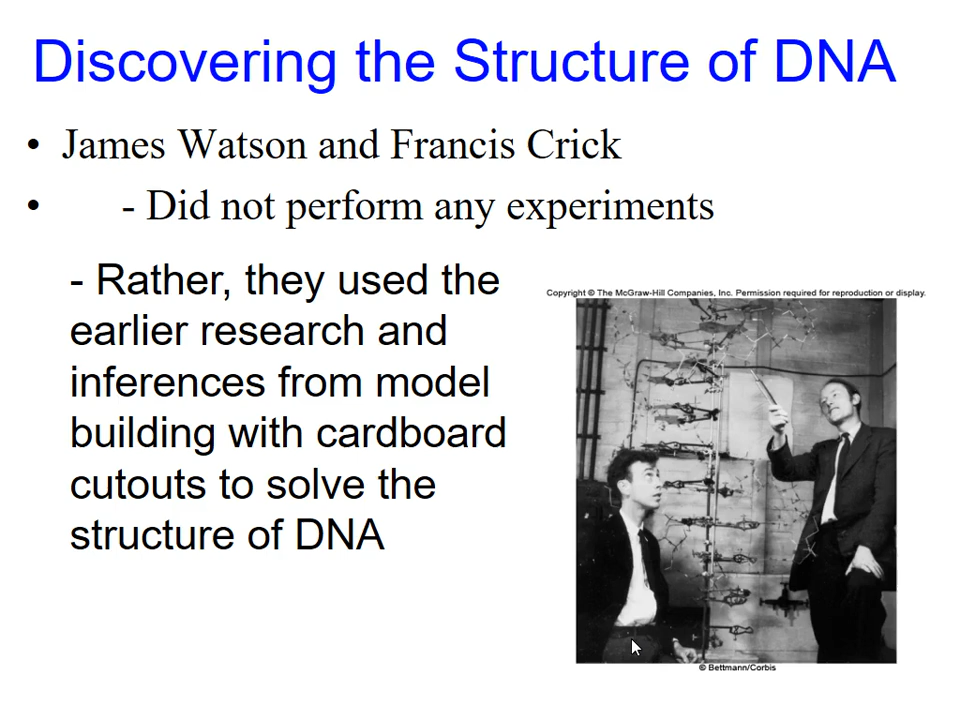 Discovering the Structure of DNA
• James Watson and Francis Crick
• - Did not perform any experiments
- Rather, they used the
earlier research and
inferences from model
building with cardboard
cutouts to solve the
structure of DNA
Copyright © The McGraw-Hill Companies, Inc. Permission required for reproduction or display.
© Bettmann/Corbis